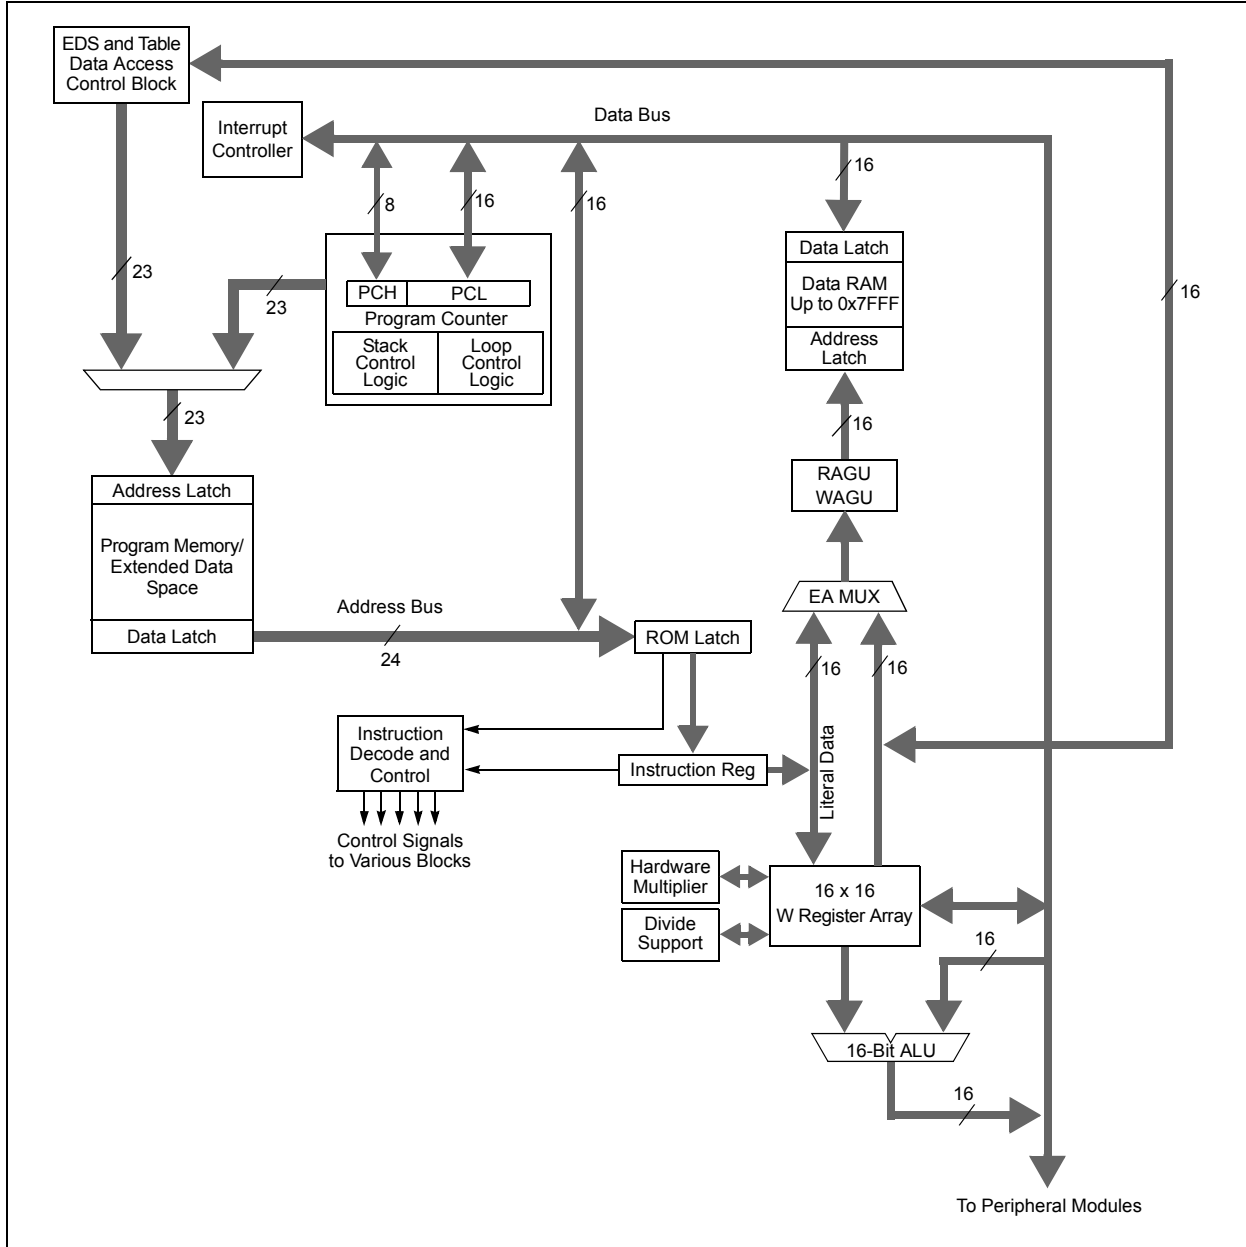 EDS and Table
Data Access
Control Block
Data Bus
Interrupt
Controller
16
8
16
16
16
23
23
PCH
PCL
Program Counter
Stack
Control
Logic
Loop
Control
Logic
Data Latch
Data RAM
Up to 0x7FFF
Address
Latch
23
16
RAGU
WAGU
Address Latch
Program Memory/
Extended Data
Space
Data Latch
Address Bus
24
EA MUX
ROM Latch
16
16
Instruction
Decode and
Control
Instruction Reg
Literal Data
Control Signals
to Various Blocks
Hardware
Multiplier
16 x 16
W Register Array
Divide
Support
16
16-Bit ALU
16
To Peripheral Modules